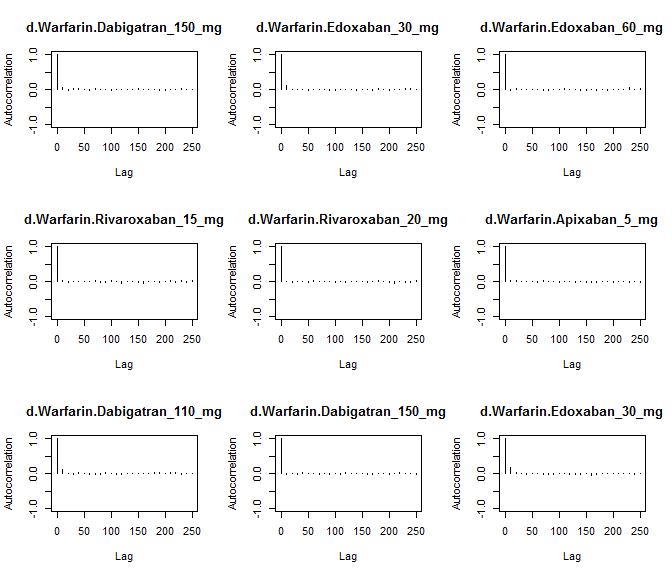 d.Warfarin.Dabigatran_150_mg
d.Warfarin.Edoxaban_30_mg
d.Warfarin.Edoxaban_60_mg
Autocorrelation
1.0
0.0
-1.0
0 50 100 150 200 250
Lag
Autocorrelation
1.0
0.0
-1.0
0 50 100 150 200 250
Lag
Autocorrelation
1.0
0.0
-1.0
0 50 100 150 200 250
Lag
d.Warfarin.Rivaroxaban_15_mg
d.Warfarin.Rivaroxaban_20_mg
d.Warfarin.Apixaban_5_mg
Autocorrelation
1.0
0.0
-1.0
0 50 100 150 200 250
Lag
Autocorrelation
1.0
0.0
-1.0
0 50 100 150 200 250
Lag
Autocorrelation
1.0
0.0
-1.0
0 50 100 150 200 250
Lag
d.Warfarin.Dabigatran_110_mg
d.Warfarin.Dabigatran_150_mg
d.Warfarin.Edoxaban_30_mg
Autocorrelation
1.0
0.0
-1.0
0 50 100 150 200 250
Lag
Autocorrelation
1.0
0.0
-1.0
0 50 100 150 200 250
Lag
Autocorrelation
1.0
0.0
-1.0
0 50 100 150 200 250
Lag